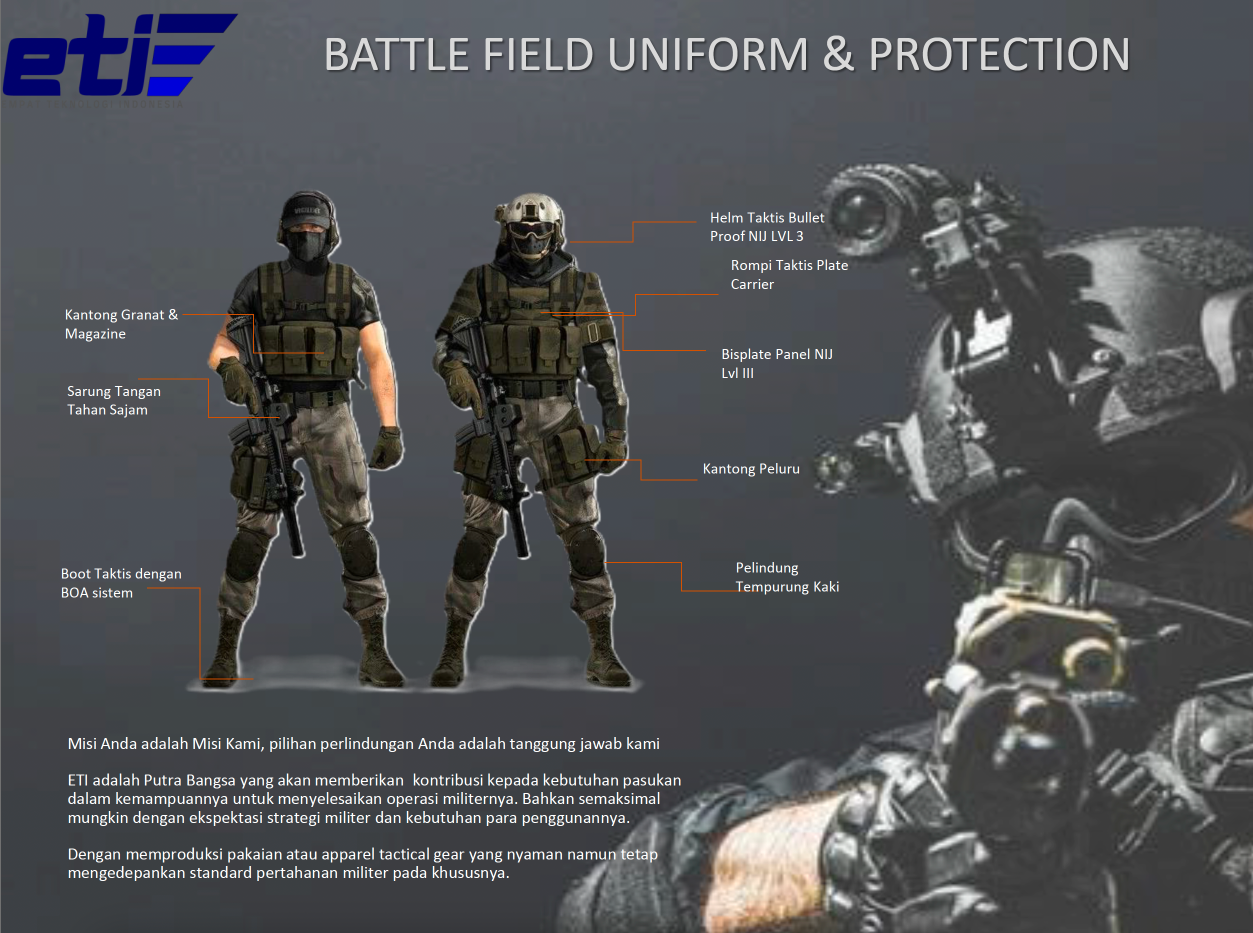 eti
BATTLE FIELD UNIFORM & PROTECTION
Helm Taktis Bullet
Proof NIJ LVL 3
Rompi Taktis Plate
Carrier
Kantong Granat &
Magazine
Bisplate Panel NIJ
Lvl III
Sarung Tangan
Tahan Sajam
Kantong Peluru
Boot Taktis dengan
BOA sistem
Pelindung
Tempurung Kaki
Misi Anda adalah Misi Kami, pilihan perlindungan Anda adalah tanggung jawab kami
ETI adalah Putra Bangsa yang akan memberikan  kontribusi kepada kebutuhan pasukan
dalam kemampuannya untuk menyelesaikan operasi militernya. Bahkan semaksimal
mungkin dengan ekspektasi strategi militer dan kebutuhan para penggunannya.
Dengan memproduksi pakaian atau apparel tactical gear yang nyaman namun tetap
mengedepankan standard pertahanan militer pada khususnya.